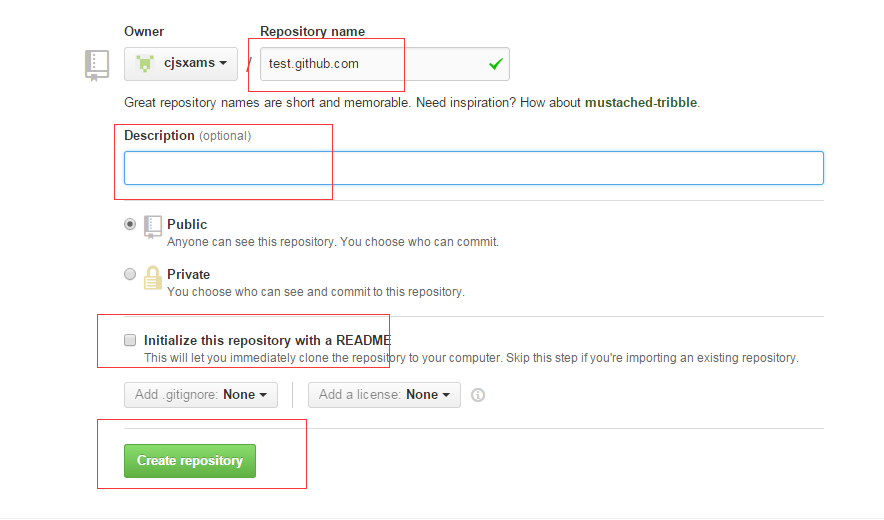 Owner Repository name
cjsxams / test.github.com
Great repository names are short and memorable. Need inspiration? How about mustached-tribble.
Description (optional)
Public
Anyone can see this repository. You choose who can commit.
Private
You choose who can see and commit to this repository.
Initialize this repository with a README
This will let you immediately clone the repository to your computer. Skip this step if you're importing an existing repository.
Add .gitignore: None Add a license: None
Create repository